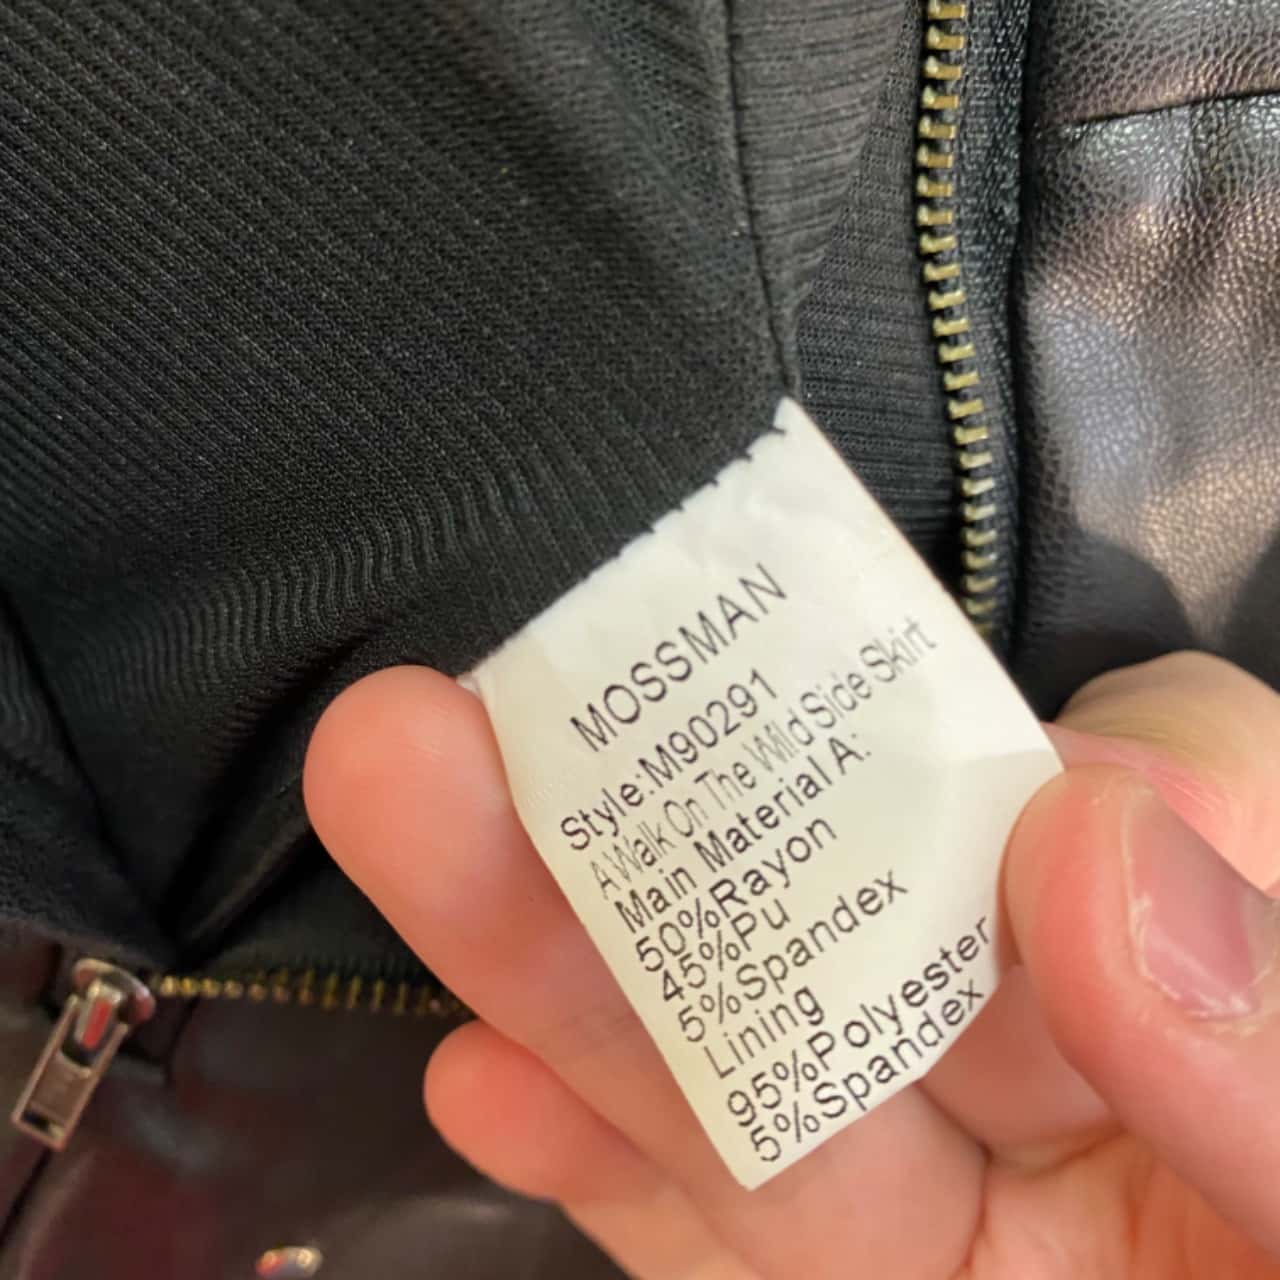 MOSSMAN
Style:M90291
A Walk On The Wild Side Skirt
Main Material A:
50%Rayon
45%Pu
5%Spandex
Lining
95%Polyester
5%Spandex